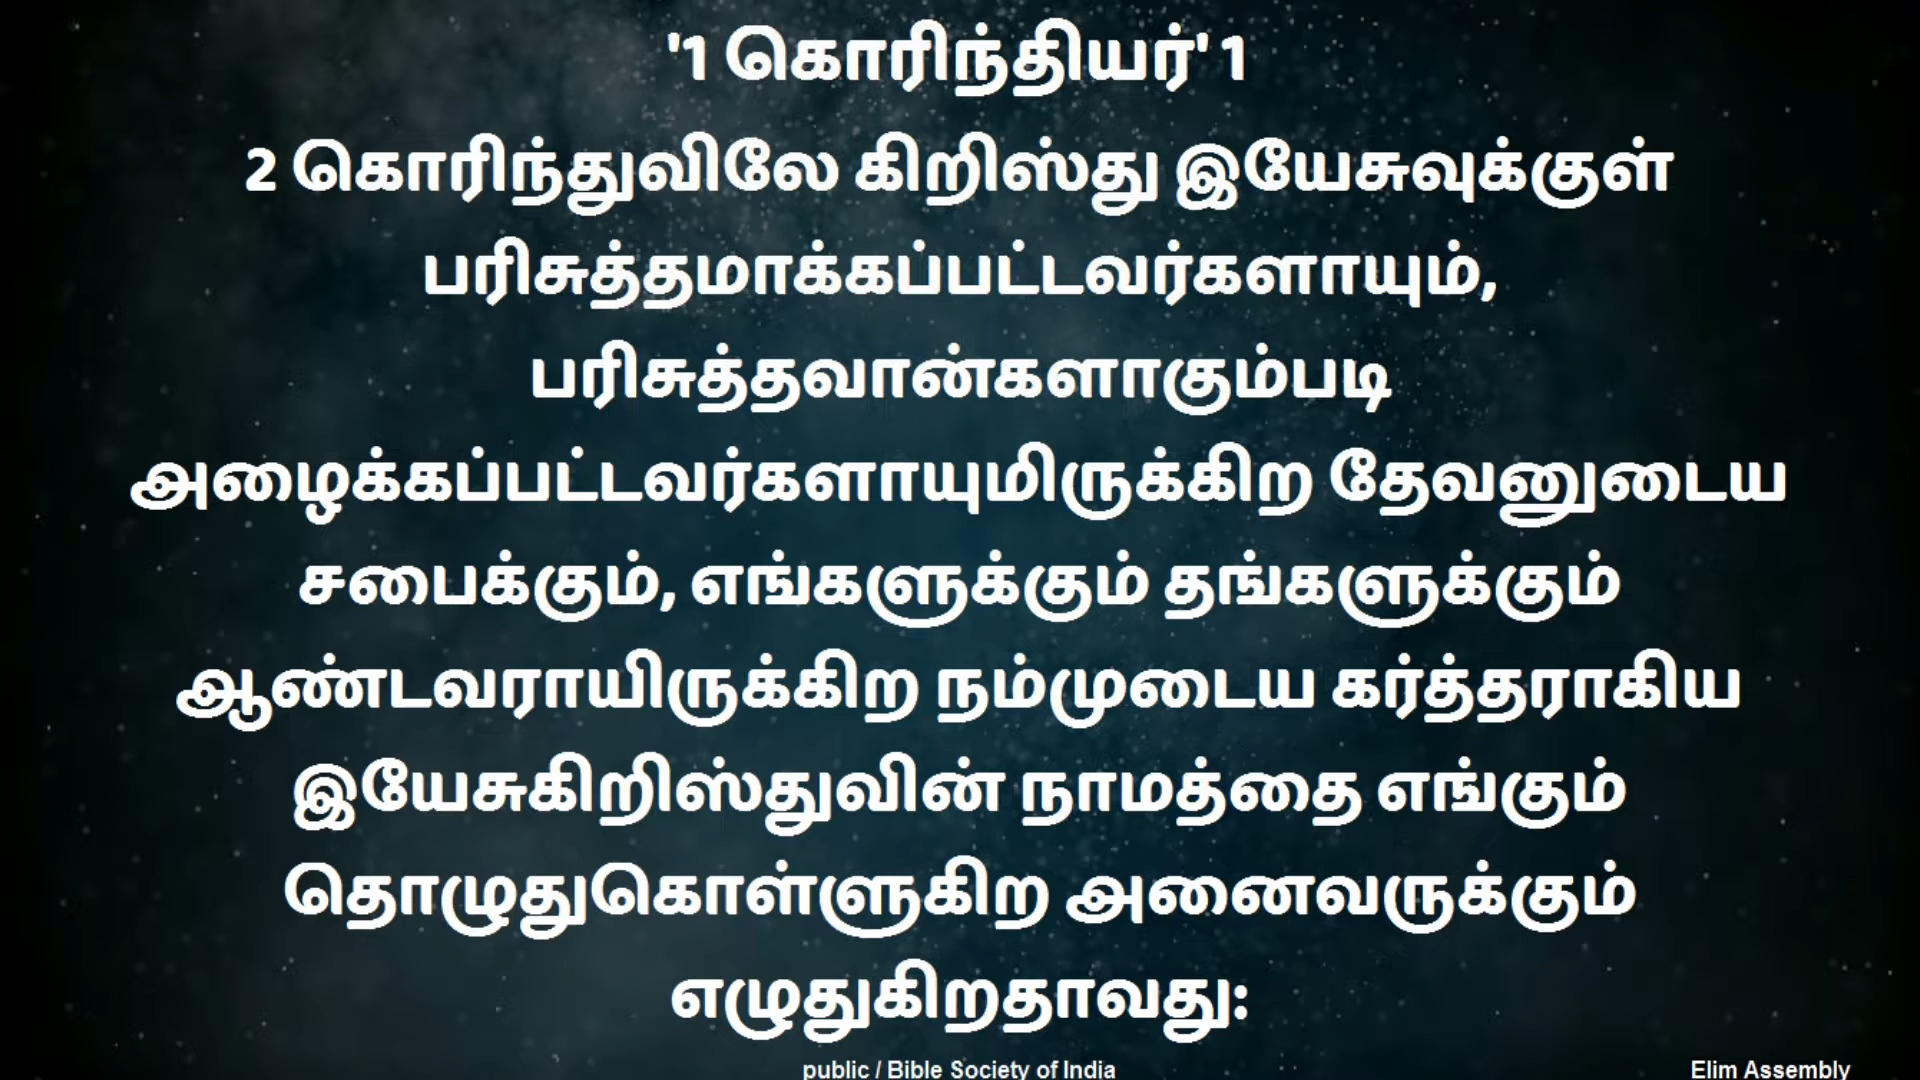 '1 கொரிந்தியர்' 1
2 கொரிந்துவிலே கிறிஸ்து இயேசுவுக்குள்
பரிசுத்தமாக்கப்பட்டவர்களாயும்,
பரிசுத்தவான்களாகும்படி
அழைக்கப்பட்டவர்களாயுமிருக்கிற தேவனுடைய
சபைக்கும், எங்களுக்கும் தங்களுக்கும்
ஆண்டவராயிருக்கிற நம்முடைய கர்த்தராகிய
இயேசுகிறிஸ்துவின் நாமத்தை எங்கும்
தொழுதுகொள்ளுகிற அனைவருக்கும்
எழுதுகிறதாவது:
public / Bible Society of India
Elim Assembly